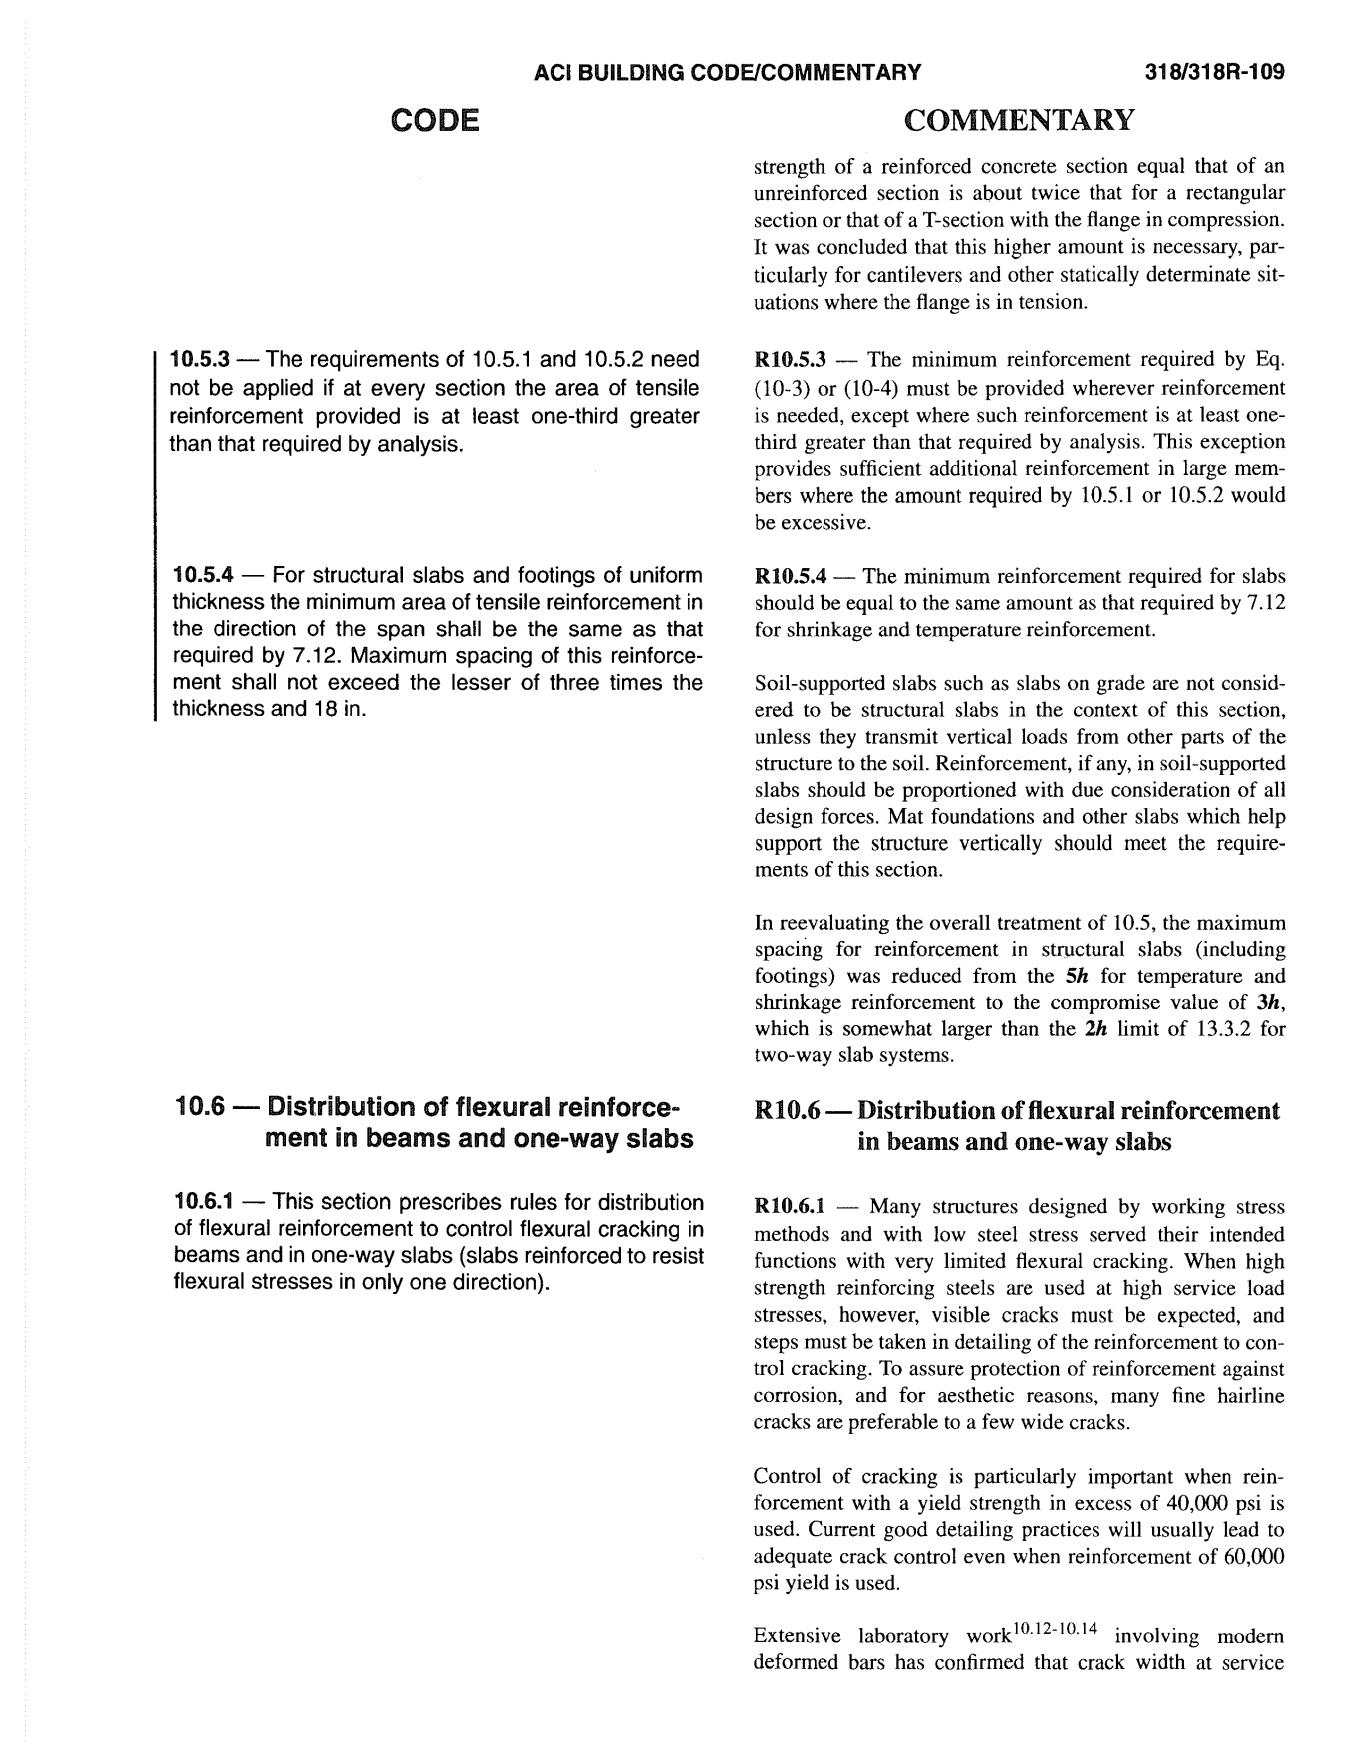 ACI BUILDING CODE/COMMENTARY
318/318R-109
CODE
10.5.3 — The requirements of 10.5.1 and 10.5.2 need
not be applied if at every section the area of tensile
reinforcement provided is at least one-third greater
than that required by analysis.
10.5.4 — For structural slabs and footings of uniform
thickness the minimum area of tensile reinforcement in
the direction of the span shall be the same as that
required by 7.12. Maximum spacing of this reinforce-
ment shall not exceed the lesser of three times the
thickness and 18 in.
10.6 — Distribution of flexural reinforce-
ment in beams and one-way slabs
10.6.1 — This section prescribes rules for distribution
of flexural reinforcement to control flexural cracking in
beams and in one-way slabs (slabs reinforced to resist
flexural stresses in only one direction).
COMMENTARY
strength of a reinforced concrete section equal that of an
unreinforced section is about twice that for a rectangular
section or that of a T-section with the flange in compression.
It was concluded that this higher amount is necessary, par-
ticularly for cantilevers and other statically determinate sit-
uations where the flange is in tension.
R10.5.3 — The minimum reinforcement required by Eq.
(10-3) or (10-4) must be provided wherever reinforcement
is needed, except where such reinforcement is at least one-
third greater than that required by analysis. This exception
provides sufficient additional reinforcement in large mem-
bers where the amount required by 10.5.1 or 10.5.2 would
be excessive.
R10.5.4 — The minimum reinforcement required for slabs
should be equal to the same amount as that required by 7.12
for shrinkage and temperature reinforcement.
Soil-supported slabs such as slabs on grade are not consid-
ered to be structural slabs in the context of this section,
unless they transmit vertical loads from other parts of the
structure to the soil. Reinforcement, if any, in soil-supported
slabs should be proportioned with due consideration of all
design forces. Mat foundations and other slabs which help
support the structure vertically should meet the require-
ments of this section.
In reevaluating the overall treatment of 10.5, the maximum
spacing for reinforcement in structural slabs (including
footings) was reduced from the 5h for temperature and
shrinkage reinforcement to the compromise value of 3h,
which is somewhat larger than the 2h limit of 13.3.2 for
two-way slab systems.
R10.6 — Distribution of flexural reinforcement
in beams and one-way slabs
R10.6.1 — Many structures designed by working stress
methods and with low steel stress served their intended
functions with very limited flexural cracking. When high
strength reinforcing steels are used at high service load
stresses, however, visible cracks must be expected, and
steps must be taken in detailing of the reinforcement to con-
trol cracking. To assure protection of reinforcement against
corrosion, and for aesthetic reasons, many fine hairline
cracks are preferable to a few wide cracks.
Control of cracking is particularly important when rein-
forcement with a yield strength in excess of 40,000 psi is
used. Current good detailing practices will usually lead to
adequate crack control even when reinforcement of 60,000
psi yield is used.
Extensive laboratory work10.12-10.14 involving modern
deformed bars has confirmed that crack width at service